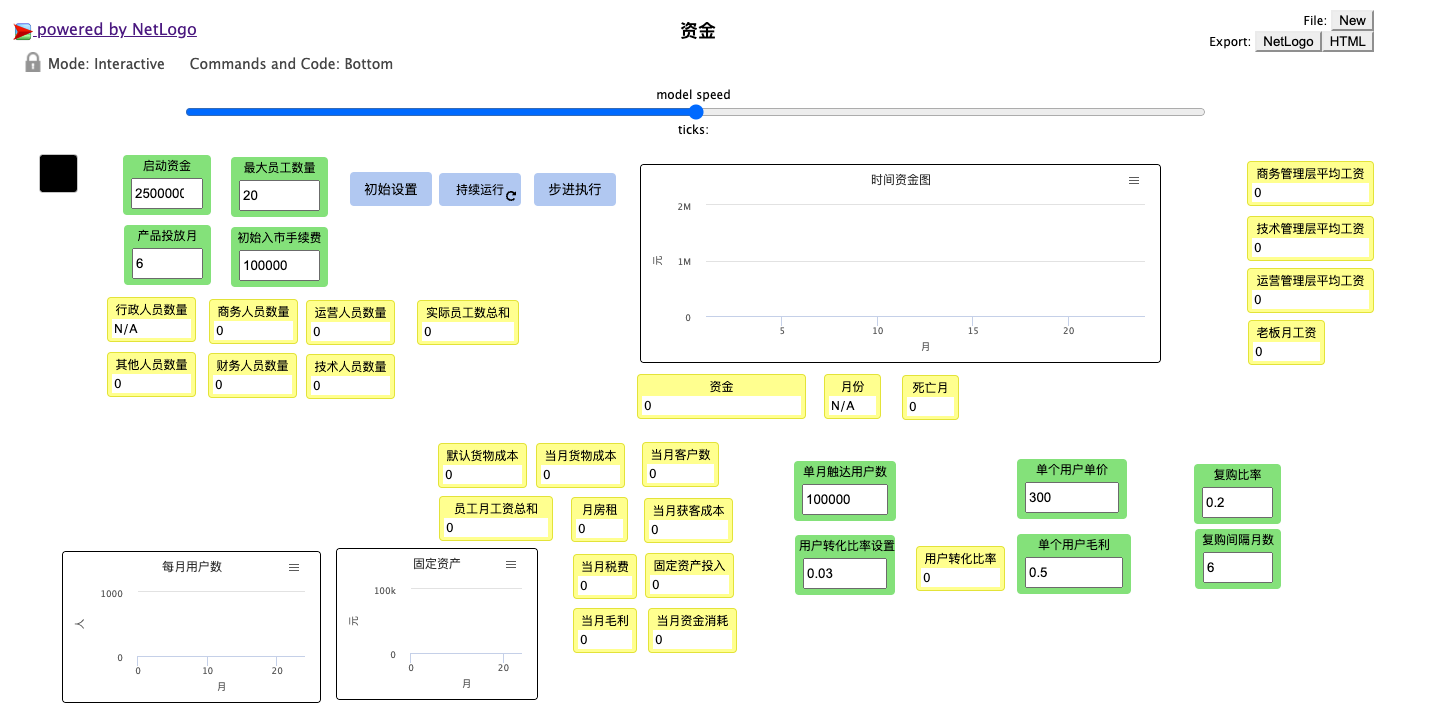 powered by NetLogo
资金
File: New
Export: NetLogo HTML
Mode: Interactive Commands and Code: Bottom
model speed
ticks:
启动资金
2500000
最大员工数量
20
初始设置
持续运行
步进执行
产品投放月
6
初始入市手续费
100000
时间资金图
2M
1M
0
元
5 10 15 20
月
商务管理层平均工资
0
技术管理层平均工资
0
运营管理层平均工资
0
老板月工资
0
行政人员数量
N/A
商务人员数量
0
运营人员数量
0
实际员工数总和
0
其他人员数量
0
财务人员数量
0
技术人员数量
0
资金
0
月份
N/A
死亡月
0
默认货物成本
0
当月货物成本
0
当月客户数
0
员工月工资总和
0
月房租
0
当月获客成本
0
当月税费
0
固定资产投入
0
当月毛利
0
当月资金消耗
0
单月触达用户数
100000
单个用户单价
300
复购比率
0.2
用户转化比率设置
0.03
用户转化比率
0
单个用户毛利
0.5
复购间隔月数
6
每月用户数
1000
0
人
0 10 20
月
固定资产
100k
0
元
0 20
月